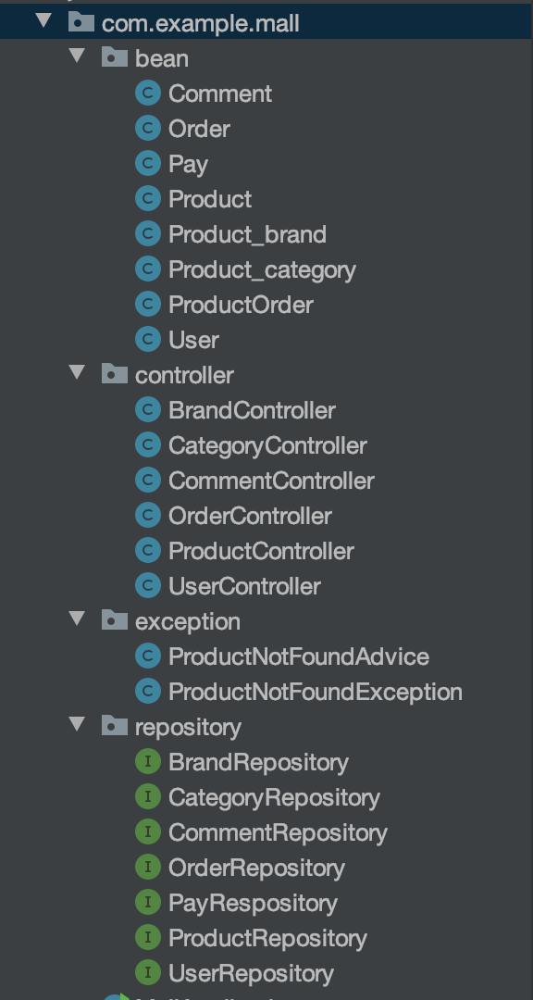 com.example.mall
bean
Comment
Order
Pay
Product
Product_brand
Product_category
ProductOrder
User
controller
BrandController
CategoryController
CommentController
OrderController
ProductController
UserController
exception
ProductNotFoundAdvice
ProductNotFoundException
repository
BrandRepository
CategoryRepository
CommentRepository
OrderRepository
PayRespository
ProductRepository
UserRepository